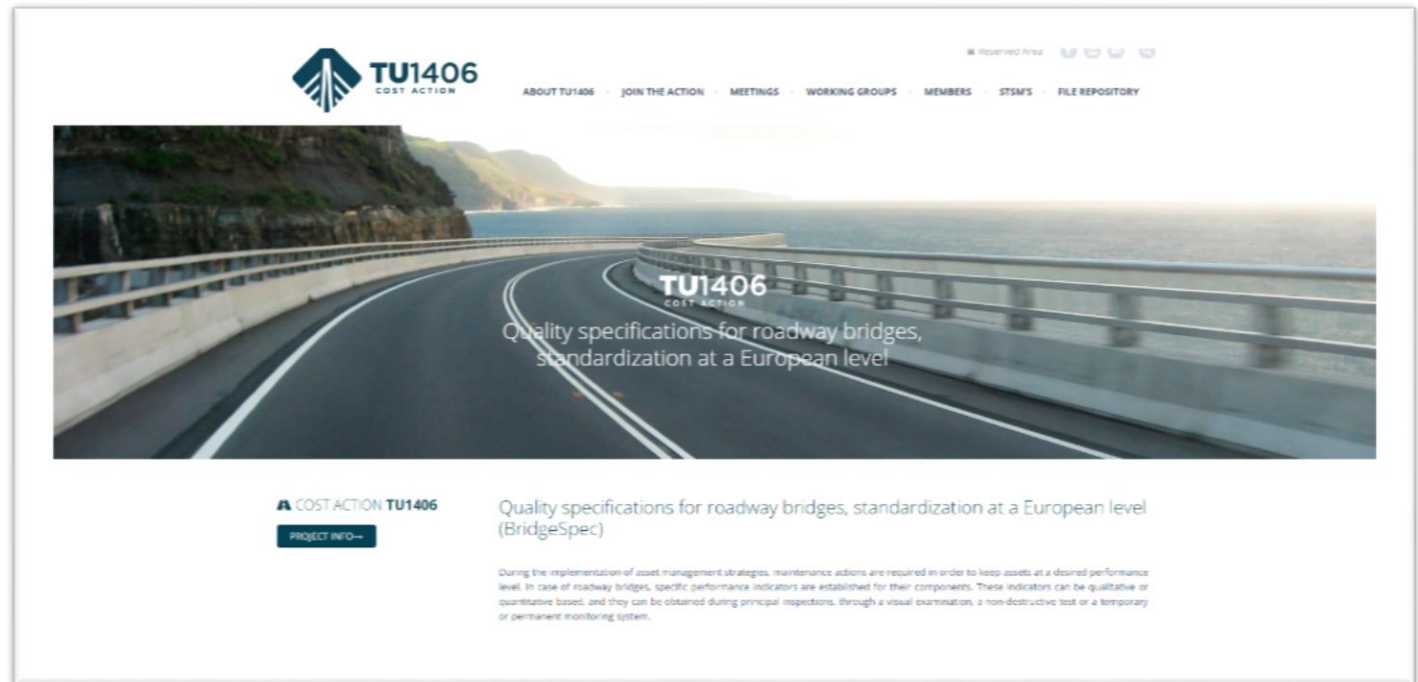 TU1406
COST ACTION
Reserved Area
ABOUT TU1406 JOIN THE ACTION MEETINGS WORKING GROUPS MEMBERS STSM'S FILE REPOSITORY
TU1406
COST ACTION
Quality specifications for roadway bridges,
standardization at a European level
COST ACTION TU1406
PROJECT INFO→
Quality specifications for roadway bridges, standardization at a European level
(BridgeSpec)
During the implementation of asset management strategies, maintenance actions are required in order to keep assets at a desired performance
level. In case of roadway bridges, specific performance indicators are established for their components. These indicators can be qualitative or
quantitative based, and they can be obtained during principal inspections, through a visual examination, a non-destructive test or a temporary
or permanent monitoring system.